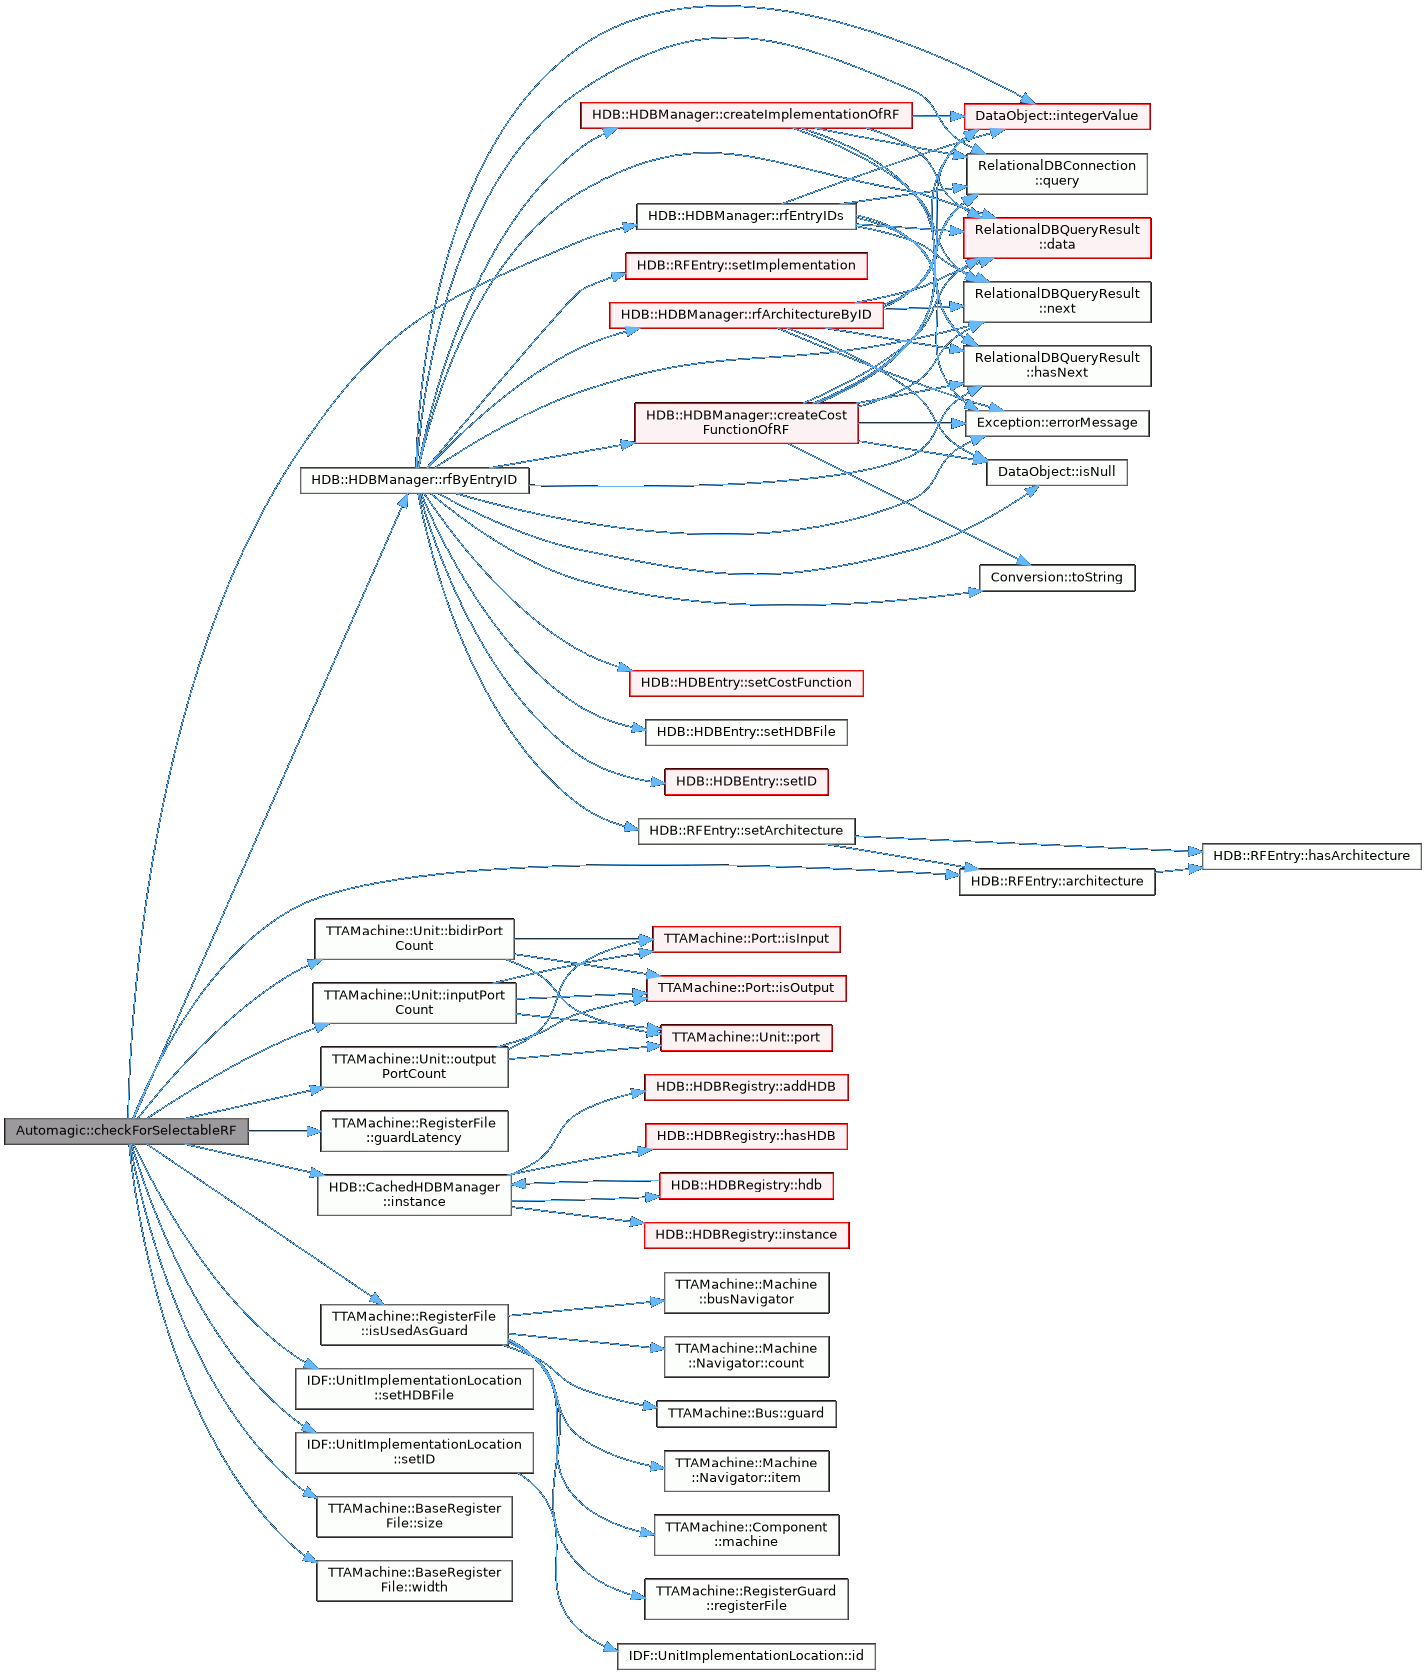 Automagic::checkForSelectableRF
HDB::HDBManager::rfByEntryID
TTAMachine::Unit::bidirPort
Count
TTAMachine::Unit::inputPort
Count
TTAMachine::Unit::output
PortCount
TTAMachine::RegisterFile
::guardLatency
HDB::CachedHDBManager
::instance
TTAMachine::RegisterFile
::isUsedAsGuard
IDF::UnitImplementationLocation
::setHDBFile
IDF::UnitImplementationLocation
::setID
TTAMachine::BaseRegister
File::size
TTAMachine::BaseRegister
File::width
HDB::HDBManager::createImplementationOfRF
HDB::HDBManager::rfEntryIDs
HDB::RFEntry::setImplementation
HDB::HDBManager::rfArchitectureByID
HDB::HDBManager::createCost
FunctionOfRF
HDB::HDBEntry::setCostFunction
HDB::HDBEntry::setHDBFile
HDB::HDBEntry::setID
HDB::RFEntry::setArchitecture
TTAMachine::Port::isInput
TTAMachine::Port::isOutput
TTAMachine::Unit::port
HDB::HDBRegistry::addHDB
HDB::HDBRegistry::hasHDB
HDB::HDBRegistry::hdb
HDB::HDBRegistry::instance
TTAMachine::Machine
::busNavigator
TTAMachine::Machine
::Navigator::count
TTAMachine::Bus::guard
TTAMachine::Machine
::Navigator::item
TTAMachine::Component
::machine
TTAMachine::RegisterGuard
::registerFile
IDF::UnitImplementationLocation::id
DataObject::integerValue
RelationalDBConnection
::query
RelationalDBQueryResult
::data
RelationalDBQueryResult
::next
RelationalDBQueryResult
::hasNext
Exception::errorMessage
DataObject::isNull
Conversion::toString
HDB::RFEntry::architecture
HDB::RFEntry::hasArchitecture